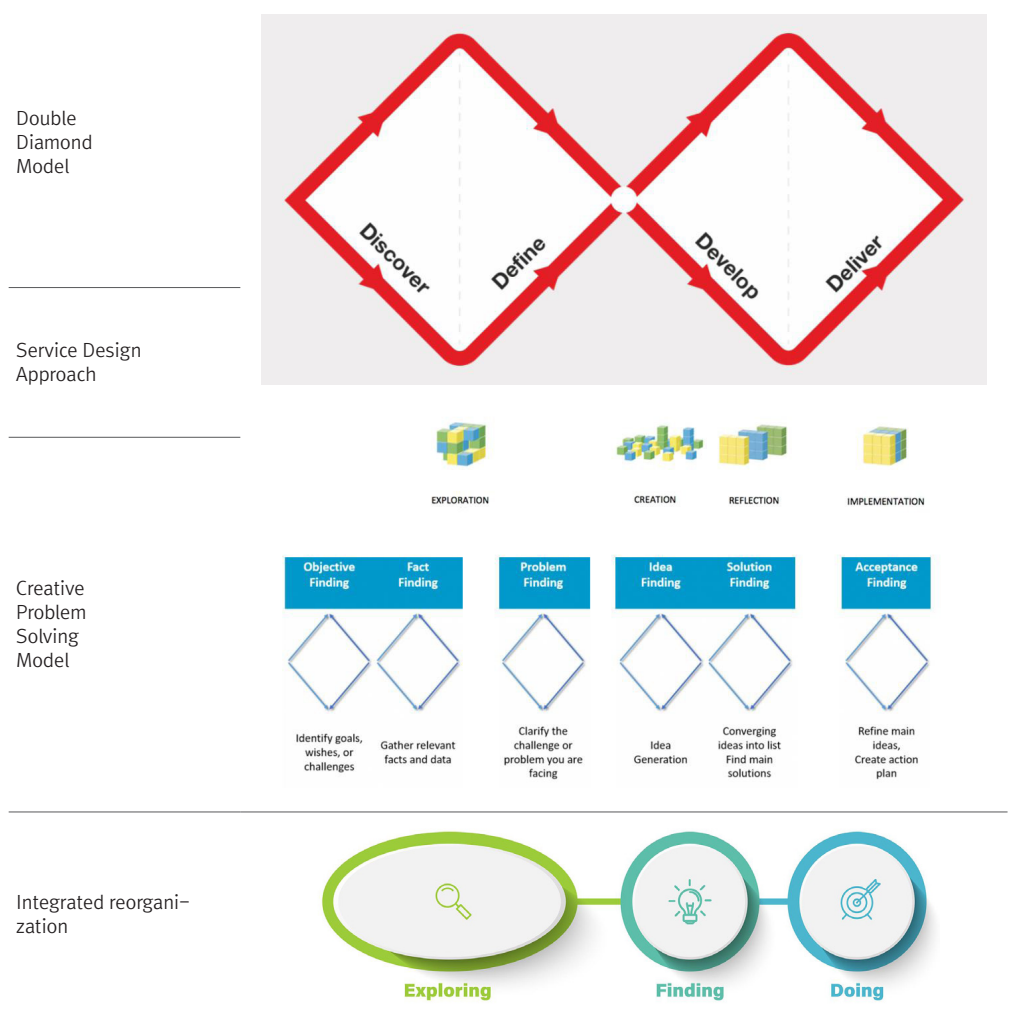 Double
Diamond
Model
Discover
Define
Develop
Deliver
Service Design
Approach
EXPLORATION
CREATION
REFLECTION
IMPLEMENTATION
Creative
Problem
Solving
Model
Objective
Finding
Fact
Finding
Problem
Finding
Idea
Finding
Solution
Finding
Acceptance
Finding
Identify goals,
wishes, or
challenges
Gather relevant
facts and data
Clarify the
challenge or
problem you are
facing
Idea
Generation
Converging
ideas into list
Find main
solutions
Refine main
ideas,
Create action
plan
Integrated reorgani–
zation
Exploring
Finding
Doing